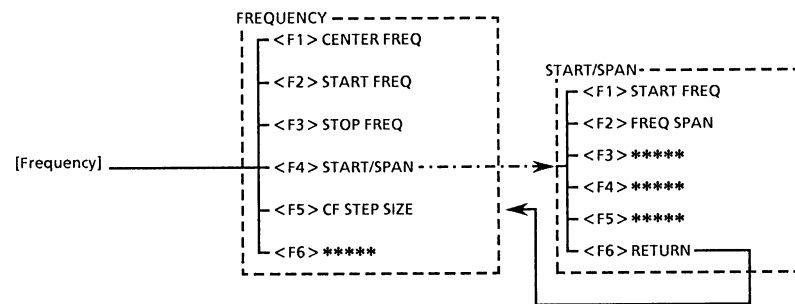 FREQUENCY
<F1> CENTER FREQ
<F2> START FREQ
<F3> STOP FREQ
[Frequency]
<F4> START/SPAN
<F5> CF STEP SIZE
<F6> *****
START/SPAN
<F1> START FREQ
<F2> FREQ SPAN
<F3> *****
<F4> *****
<F5> *****
<F6> RETURN